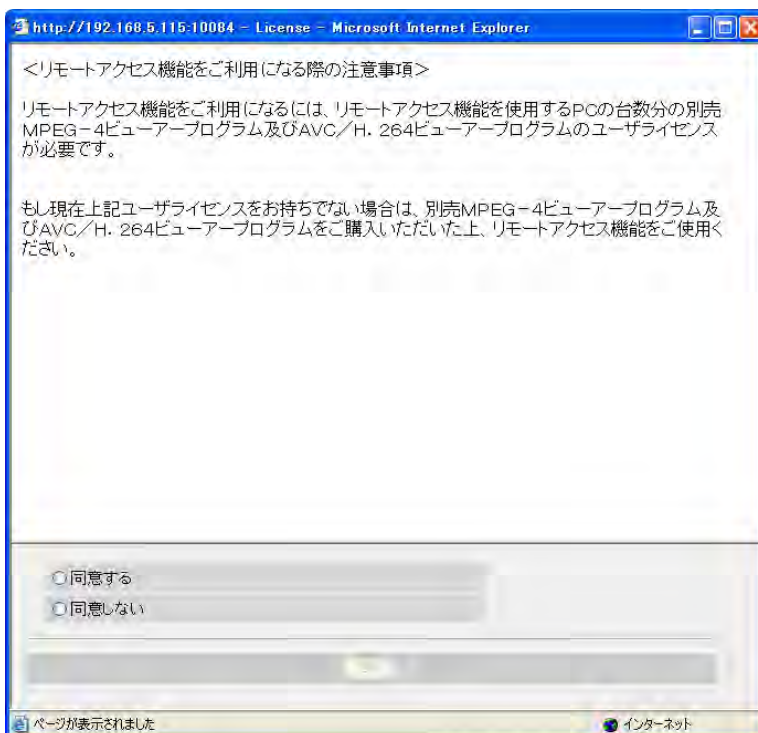 http://192.168.5.115:10084 - License - Microsoft Internet Explorer
＜リモートアクセス機能をご利用になる際の注意事項＞
リモートアクセス機能をご利用になるには、リモートアクセス機能を使用するPCの台数分の別売
MPEG－4ビューアープログラム及びAVC／H．264ビューアープログラムのユーザライセンス
が必要です。
もし現在上記ユーザライセンスをお持ちでない場合は、別売MPEG－4ビューアープログラム及
びAVC／H．264ビューアープログラムをご購入いただいた上、リモートアクセス機能をご使用く
ださい。
同意する
同意しない
ページが表示されました
インターネット